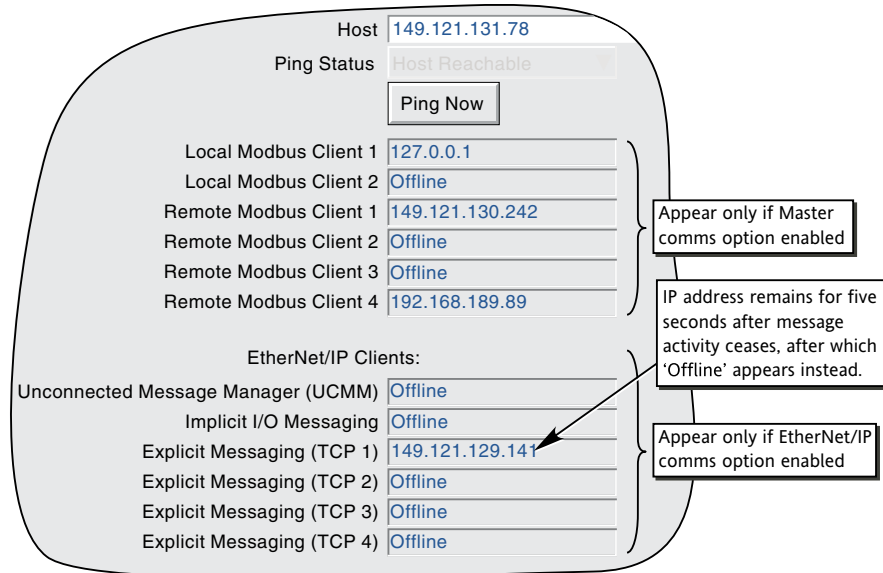 Host 149.121.131.78
Ping Status Host Reachable
Ping Now
Local Modbus Client 1 127.0.0.1
Local Modbus Client 2 Offline
Remote Modbus Client 1 149.121.130.242
Remote Modbus Client 2 Offline
Remote Modbus Client 3 Offline
Remote Modbus Client 4 192.168.189.89
Appear only if Master
comms option enabled
IP address remains for five
seconds after message
activity ceases, after which
‘Offline’ appears instead.
EtherNet/IP Clients:
Unconnected Message Manager (UCMM) Offline
Implicit I/O Messaging Offline
Explicit Messaging (TCP 1) 149.121.129.141
Explicit Messaging (TCP 2) Offline
Explicit Messaging (TCP 3) Offline
Explicit Messaging (TCP 4) Offline
Appear only if EtherNet/IP
comms option enabled